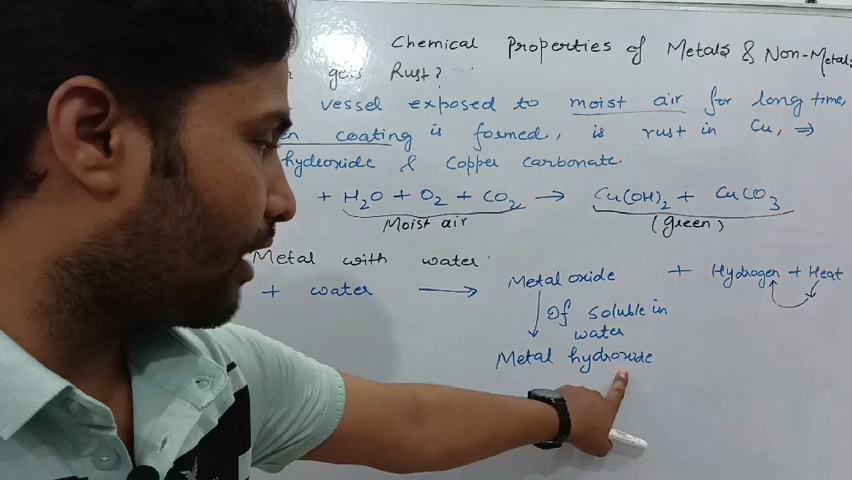 Chemical Properties of Metals & Non-Metals
gets Rust?
vessel exposed to moist air for long time,
en coating is formed, is rust in Cu, ⇒
hydroxide & Copper carbonate.
+ H₂O + O₂ + CO₂ → Cu(OH)₂ + CuCO₃
Moist air (green)
Metal with water
+ water → Metal oxide + Hydrogen + Heat
If soluble in
water
Metal hydroxide